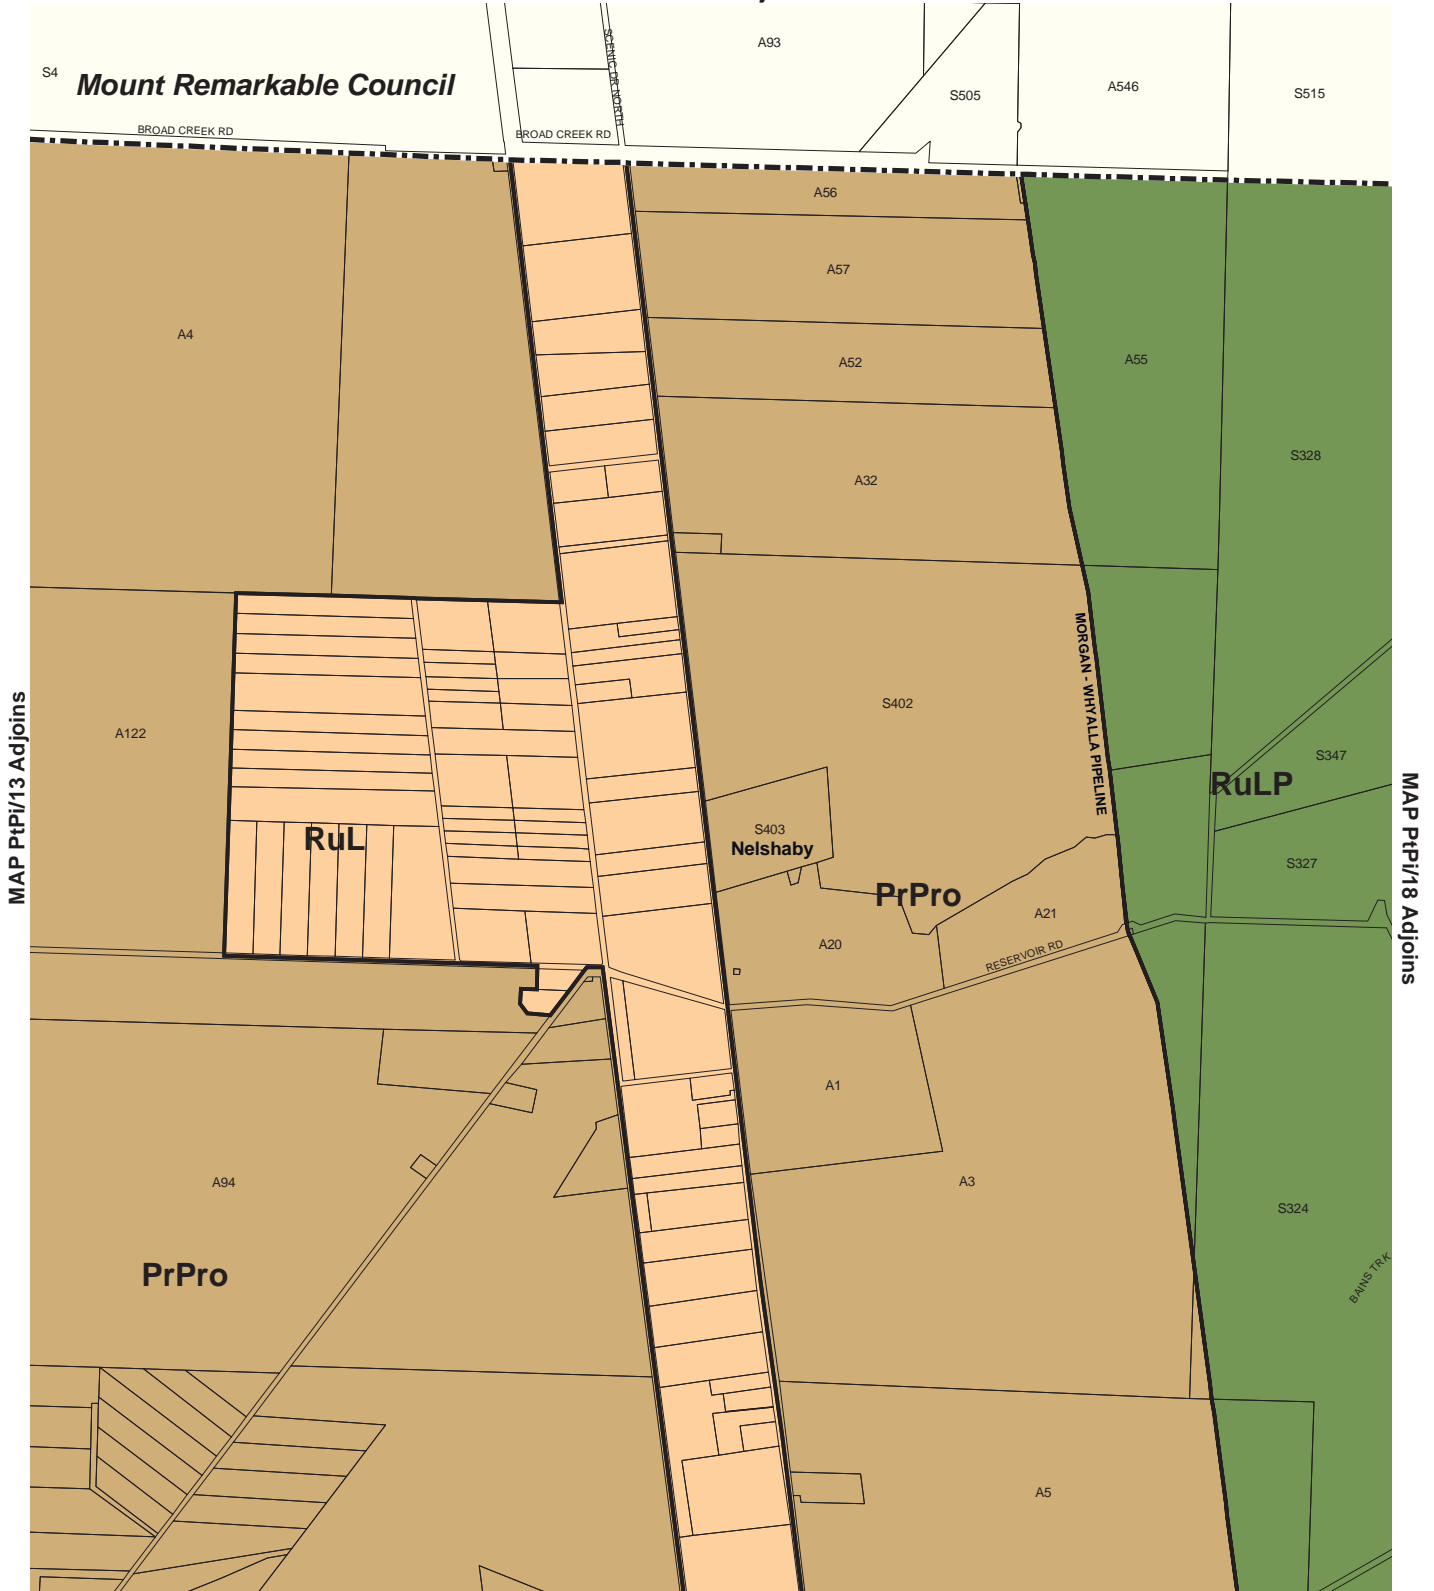 A93
S4
Mount Remarkable Council
SCENIC DR NORTH
S505
A546
S515
BROAD CREEK RD
BROAD CREEK RD
A56
A57
A4
A52
A55
S328
A32
MORGAN - WHYALLA PIPELINE
S402
A122
MAP PtPi/13 Adjoins
S347
RuLP
MAP PtPi/18 Adjoins
RuL
S403
Nelshaby
S327
PrPro
A21
A20
RESERVOIR RD
A1
A94
A3
S324
PrPro
BAINS TRK
A5